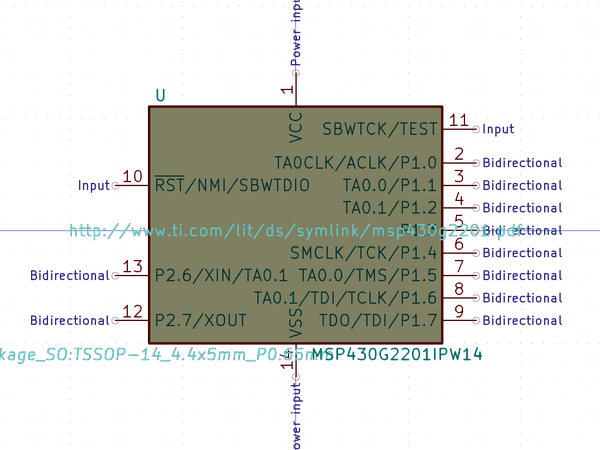 Power inpu
1
U
VCC
SBWTCK/TEST 11 Input
TA0CLK/ACLK/P1.0 2 Bidirectional
Input 10 RST/NMI/SBWTDIO TA0.0/P1.1 3 Bidirectional
TA0.1/P1.2 4 Bidirectional
http://www.ti.com/lit/ds/symlink/msp430g2201.pdf
5 Bidirectional
SMCLK/TCK/P1.4 6 Bidirectional
Bidirectional 13 P2.6/XIN/TA0.1 TA0.0/TMS/P1.5 7 Bidirectional
TA0.1/TDI/TCLK/P1.6 8 Bidirectional
Bidirectional 12 P2.7/XOUT VSS TDO/TDI/P1.7 9 Bidirectional
kage_SO:TSSOP-14_4.4x5mm_P0.65mm MSP430G2201IPW14
14
ower input